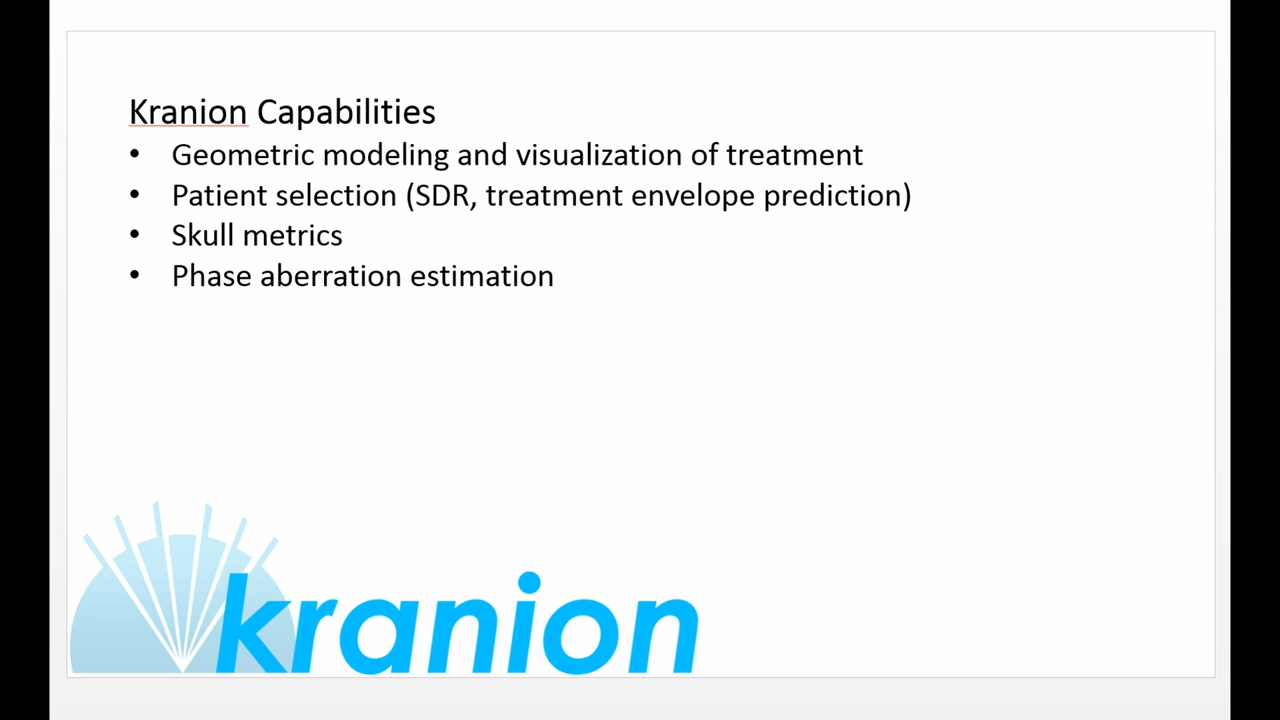 Kranion Capabilities
• Geometric modeling and visualization of treatment
• Patient selection (SDR, treatment envelope prediction)
• Skull metrics
• Phase aberration estimation
kranion